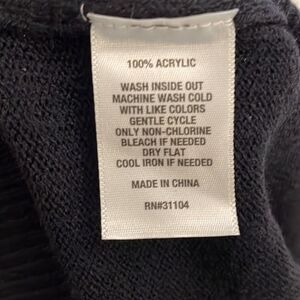 100% ACRYLIC
WASH INSIDE OUT
MACHINE WASH COLD
WITH LIKE COLORS
GENTLE CYCLE
ONLY NON-CHLORINE
BLEACH IF NEEDED
DRY FLAT
COOL IRON IF NEEDED
MADE IN CHINA
RN#31104